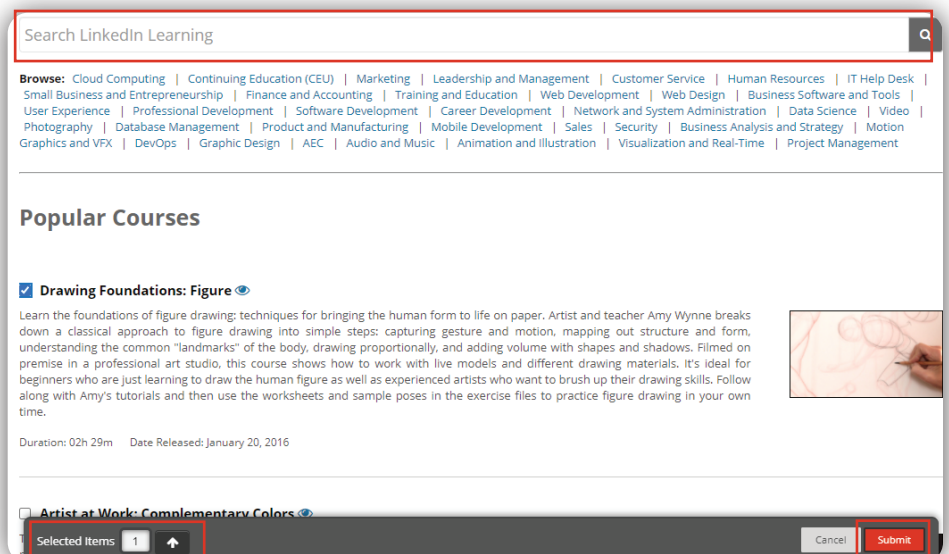 Search LinkedIn Learning
Browse: Cloud Computing | Continuing Education (CEU) | Marketing | Leadership and Management | Customer Service | Human Resources | IT Help Desk |
Small Business and Entrepreneurship | Finance and Accounting | Training and Education | Web Development | Web Design | Business Software and Tools |
User Experience | Professional Development | Software Development | Career Development | Network and System Administration | Data Science | Video |
Photography | Database Management | Product and Manufacturing | Mobile Development | Sales | Security | Business Analysis and Strategy | Motion
Graphics and VFX | DevOps | Graphic Design | AEC | Audio and Music | Animation and Illustration | Visualization and Real-Time | Project Management
Popular Courses
Drawing Foundations: Figure
Learn the foundations of figure drawing: techniques for bringing the human form to life on paper. Artist and teacher Amy Wynne breaks
down a classical approach to figure drawing into simple steps: capturing gesture and motion, mapping out structure and form,
understanding the common "landmarks" of the body, drawing proportionally, and adding volume with shapes and shadows. Filmed on
premise in a professional art studio, this course shows how to work with live models and different drawing materials. It's ideal for
beginners who are just learning to draw the human figure as well as experienced artists who want to brush up their drawing skills. Follow
along with Amy's tutorials and then use the worksheets and sample poses in the exercise files to practice figure drawing in your own
time.
Duration: 02h 29m Date Released: January 20, 2016
Artist at Work: Complementary Colors
Selected Items 1 Cancel Submit